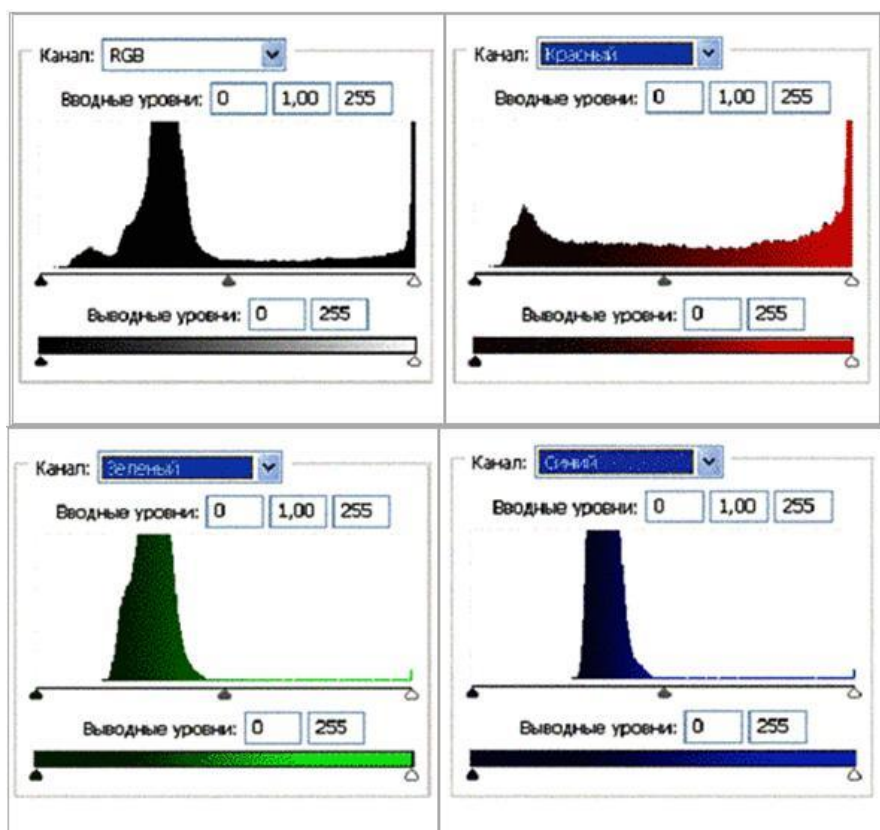 Канал: RGB
Вводные уровни: 0 1,00 255
Выводные уровни: 0 255
Канал: Красный
Вводные уровни: 0 1,00 255
Выводные уровни: 0 255
Канал: Зеленый
Вводные уровни: 0 1,00 255
Выводные уровни: 0 255
Канал: Синий
Вводные уровни: 0 1,00 255
Выводные уровни: 0 255